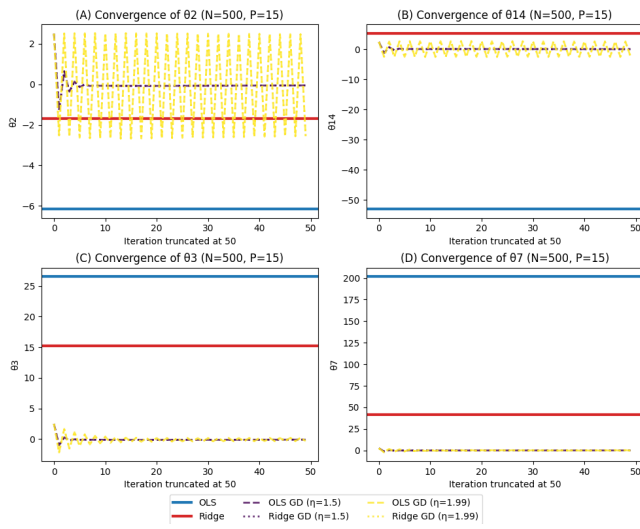 (A) Convergence of θ2 (N=500, P=15)
2
0
−2
−4
−6
θ2
0 10 20 30 40 50
Iteration truncated at 50
(B) Convergence of θ14 (N=500, P=15)
0
−10
−20
−30
−40
−50
θ14
0 10 20 30 40 50
Iteration truncated at 50
(C) Convergence of θ3 (N=500, P=15)
25
20
15
10
5
0
θ3
0 10 20 30 40 50
Iteration truncated at 50
(D) Convergence of θ7 (N=500, P=15)
200
175
150
125
100
75
50
25
0
θ7
0 10 20 30 40 50
Iteration truncated at 50
OLS OLS GD (η=1.5) OLS GD (η=1.99)
Ridge Ridge GD (η=1.5) Ridge GD (η=1.99)